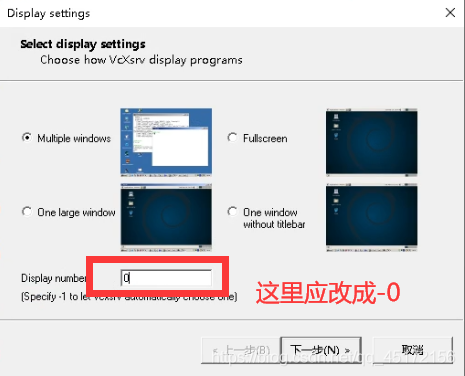 Display settings
Select display settings
Choose how VcXsrv display programs
Multiple windows
Fullscreen
One large window
One window
without titlebar
Display number
0
(Specify -1 to let vcxsrv automatically choose one)
这里应改成-0
< 上一步(B)
下一步(N) >
取消